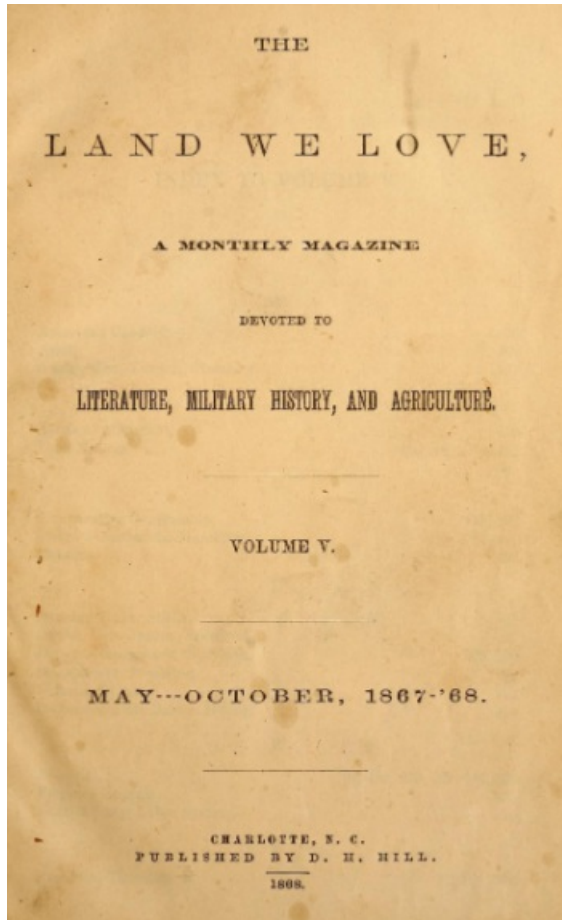 THE
LAND WE LOVE,
A MONTHLY MAGAZINE
DEVOTED TO
LITERATURE, MILITARY HISTORY, AND AGRICULTURE.
VOLUME V.
MAY---OCTOBER, 1867-'68.
CHARLOTTE, N. C.
PUBLISHED BY D. H. HILL.
1868.